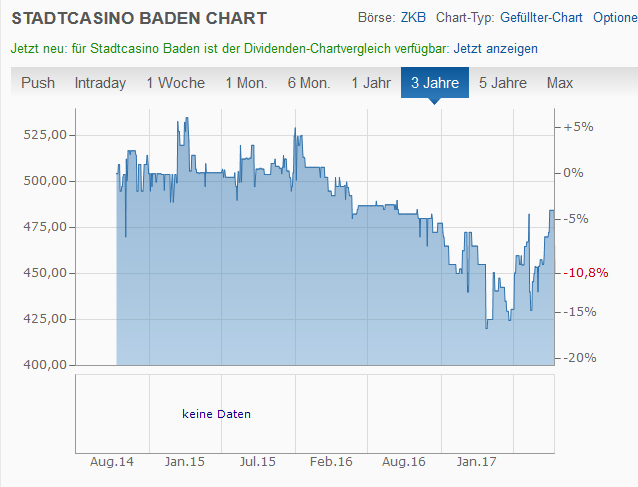 STADTCASINO BADEN CHART
Börse: ZKB Chart-Typ: Gefüllter-Chart Optione
Jetzt neu: für Stadtcasino Baden ist der Dividenden-Chartvergleich verfügbar: Jetzt anzeigen
Push Intraday 1 Woche 1 Mon. 6 Mon. 1 Jahr 3 Jahre 5 Jahre Max
525,00 +5%
500,00 0%
475,00 -5%
450,00 -10,8%
425,00 -15%
400,00 -20%
keine Daten
Aug.14 Jan.15 Jul.15 Feb.16 Aug.16 Jan.17